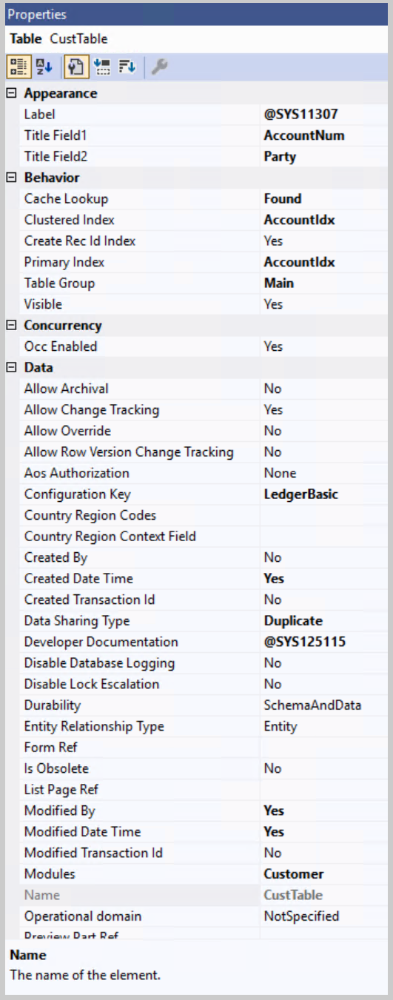 Properties
Table CustTable
Appearance
Label @SYS11307
Title Field1 AccountNum
Title Field2 Party
Behavior
Cache Lookup Found
Clustered Index AccountIdx
Create Rec Id Index Yes
Primary Index AccountIdx
Table Group Main
Visible Yes
Concurrency
Occ Enabled Yes
Data
Allow Archival No
Allow Change Tracking Yes
Allow Override No
Allow Row Version Change Tracking No
Aos Authorization None
Configuration Key LedgerBasic
Country Region Codes
Country Region Context Field
Created By No
Created Date Time Yes
Created Transaction Id No
Data Sharing Type Duplicate
Developer Documentation @SYS125115
Disable Database Logging No
Disable Lock Escalation No
Durability SchemaAndData
Entity Relationship Type Entity
Form Ref
Is Obsolete No
List Page Ref
Modified By Yes
Modified Date Time Yes
Modified Transaction Id No
Modules Customer
Name CustTable
Operational domain NotSpecified
Preview Part Ref
Name
The name of the element.